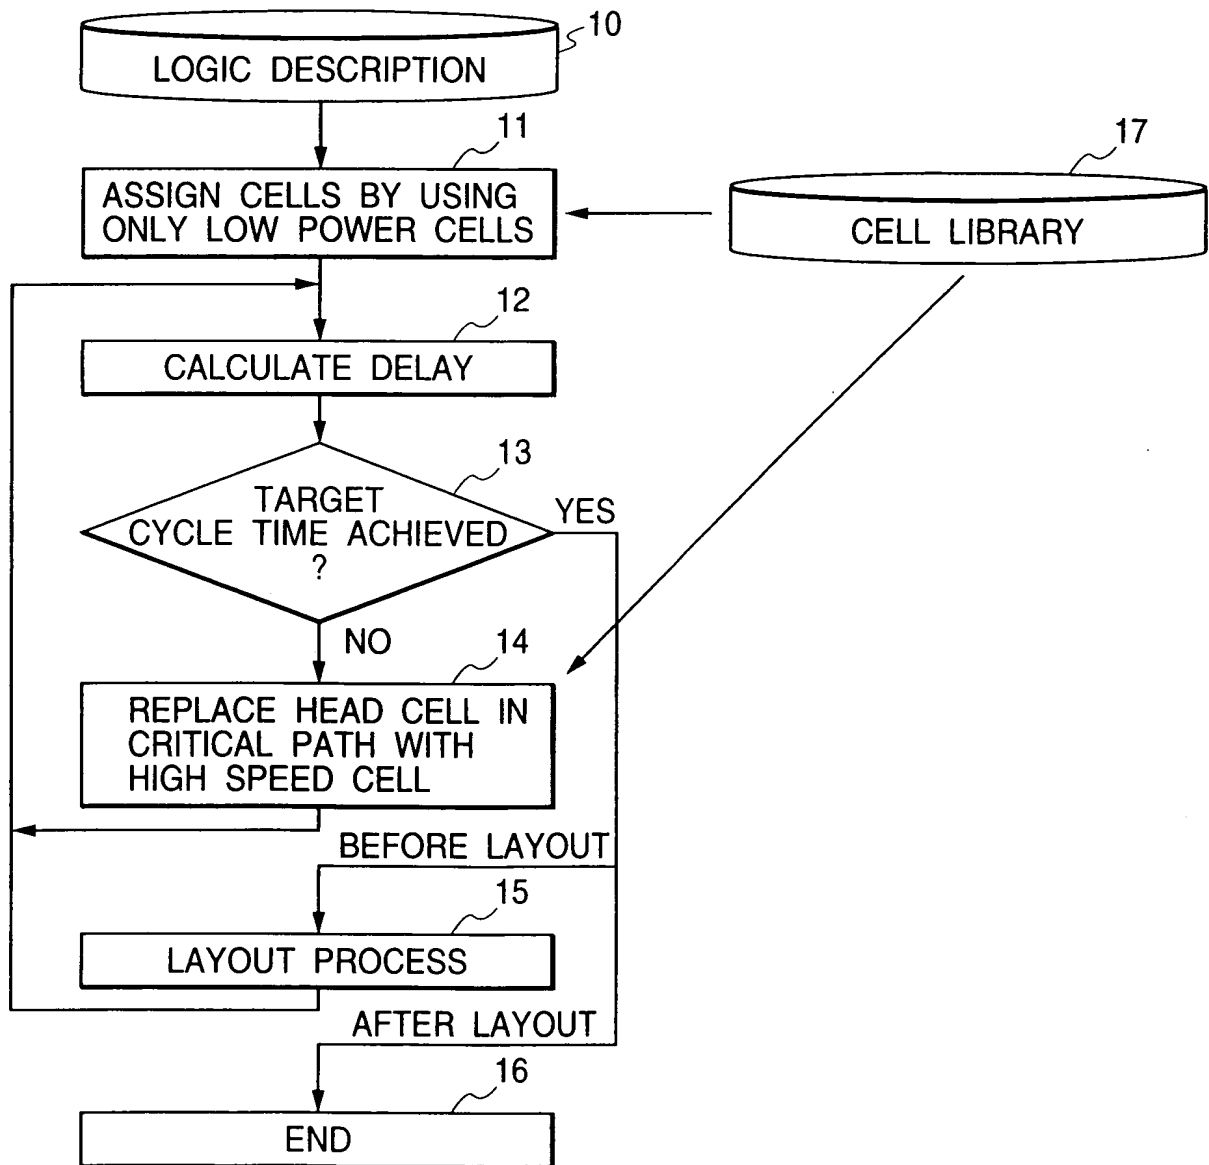 10
LOGIC DESCRIPTION
11
ASSIGN CELLS BY USING
ONLY LOW POWER CELLS
17
CELL LIBRARY
12
CALCULATE DELAY
13
TARGET
CYCLE TIME ACHIEVED
?
YES
NO
14
REPLACE HEAD CELL IN
CRITICAL PATH WITH
HIGH SPEED CELL
BEFORE LAYOUT
15
LAYOUT PROCESS
AFTER LAYOUT
16
END